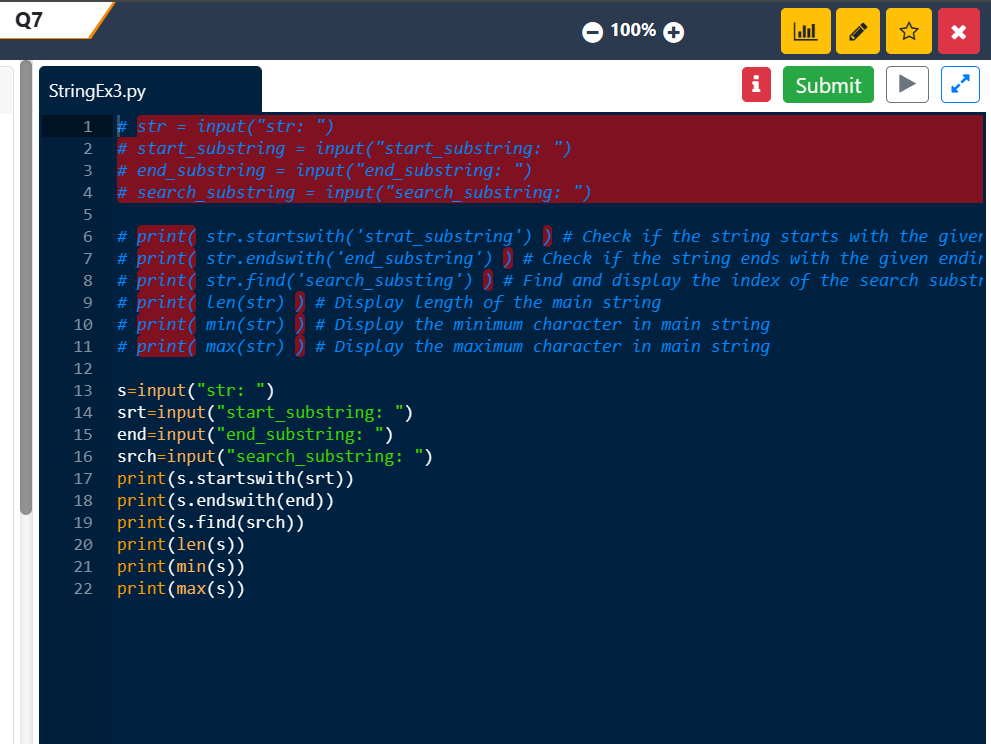 Q7
100%
StringEx3.py
Submit
1 # str = input("str: ")
2 # start_substring = input("start_substring: ")
3 # end_substring = input("end_substring: ")
4 # search_substring = input("search_substring: ")
5
6 # print( str.startswith('strat_substring') ) # Check if the string starts with the given
7 # print( str.endswith('end_substring') ) # Check if the string ends with the given endin
8 # print( str.find('search_substing') ) # Find and display the index of the search substr
9 # print( len(str) ) # Display length of the main string
10 # print( min(str) ) # Display the minimum character in main string
11 # print( max(str) ) # Display the maximum character in main string
12
13 s=input("str: ")
14 srt=input("start_substring: ")
15 end=input("end_substring: ")
16 srch=input("search_substring: ")
17 print(s.startswith(srt))
18 print(s.endswith(end))
19 print(s.find(srch))
20 print(len(s))
21 print(min(s))
22 print(max(s))